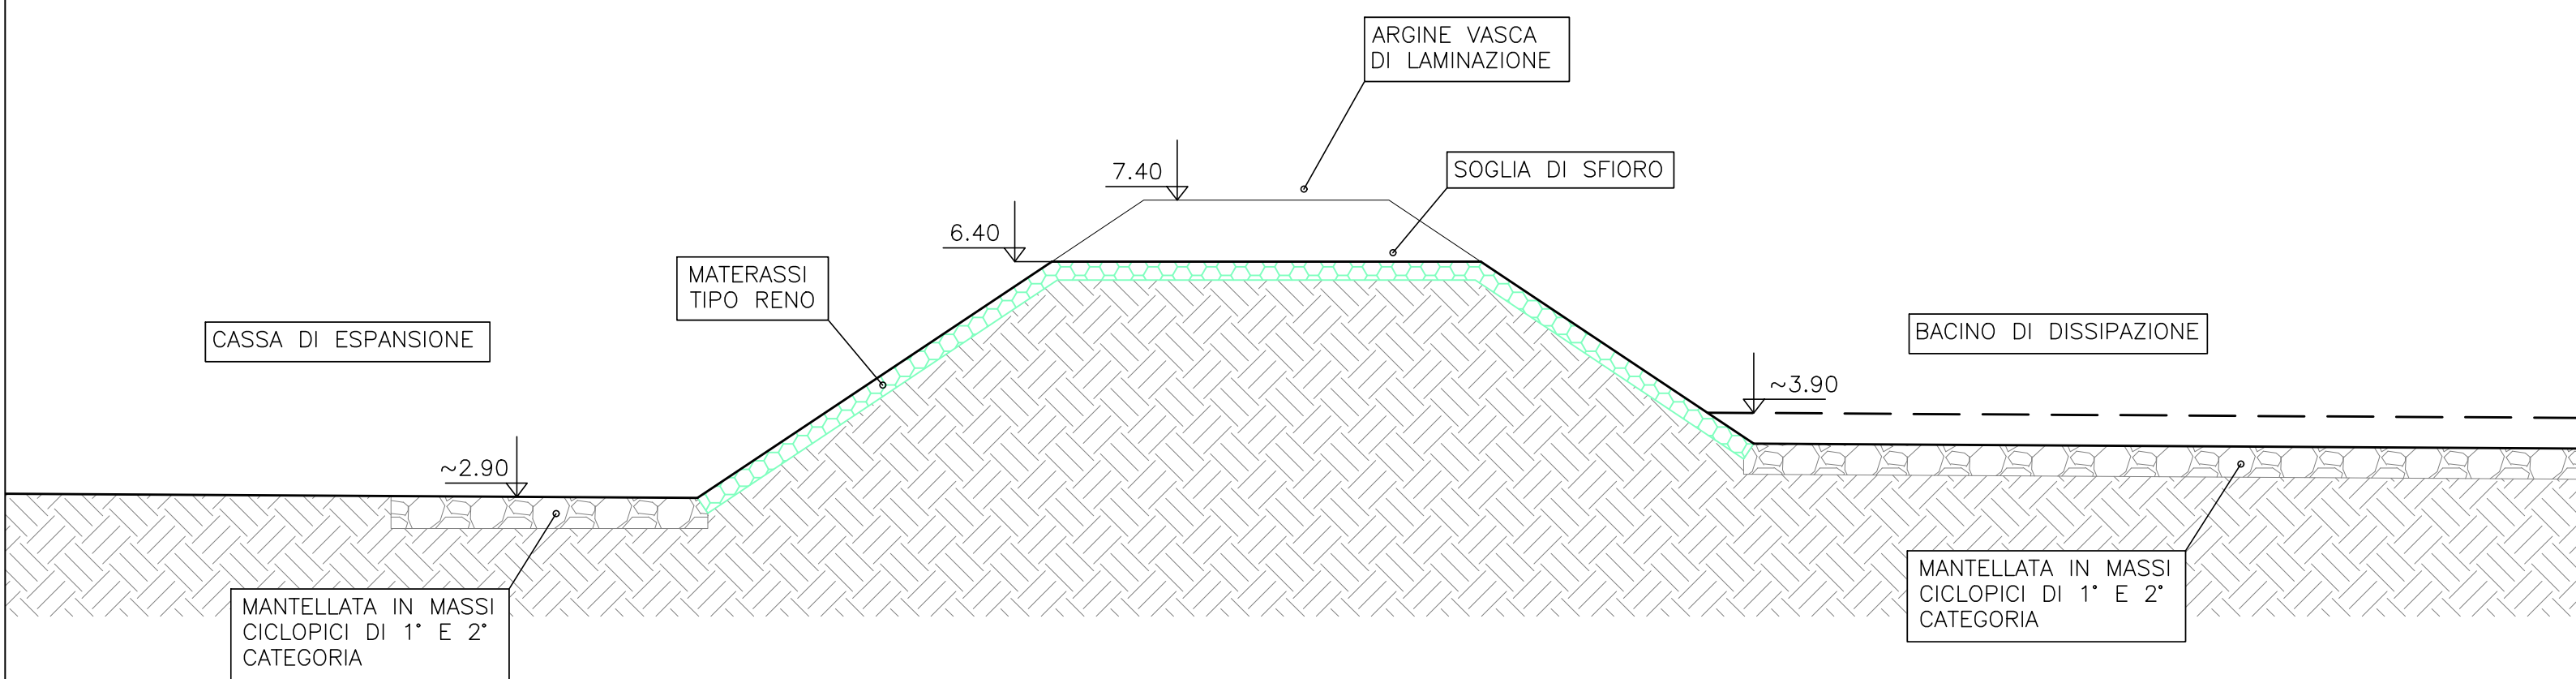 ARGINE VASCA
DI LAMINAZIONE
7.40
SOGLIA DI SFIORO
6.40
MATERASSI
TIPO RENO
CASSA DI ESPANSIONE
BACINO DI DISSIPAZIONE
~3.90
~2.90
MANTELLATA IN MASSI
CICLOPICI DI 1° E 2°
CATEGORIA
MANTELLATA IN MASSI
CICLOPICI DI 1° E 2°
CATEGORIA